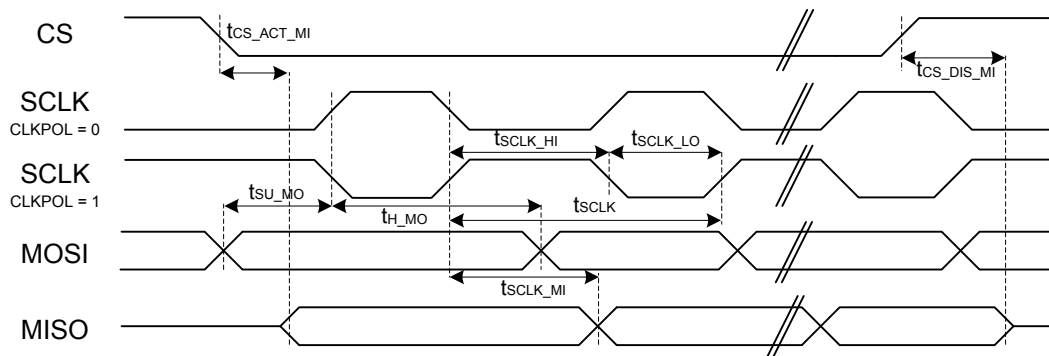 CS
tCS_ACT_MI
tCS_DIS_MI
SCLK
CLKPOL = 0
tSCLK_HI
tSCLK_LO
SCLK
CLKPOL = 1
tSU_MO
tH_MO
tSCLK
MOSI
tSCLK_MI
MISO